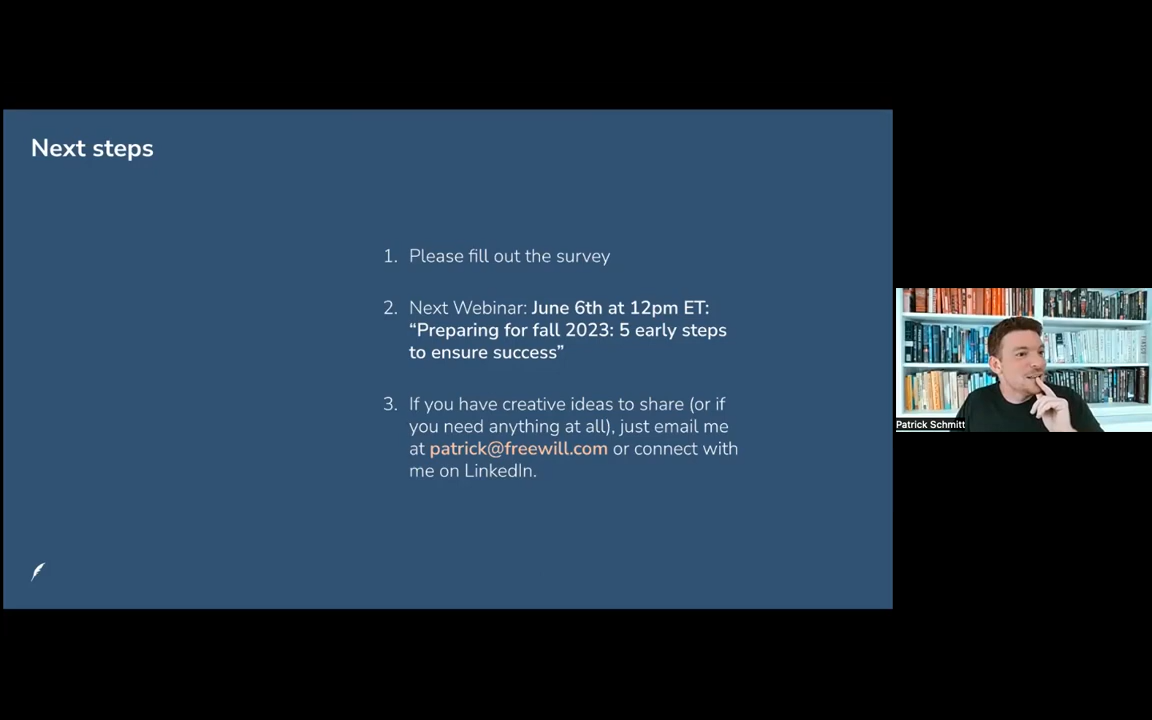 Next steps
1. Please fill out the survey
2. Next Webinar: June 6th at 12pm ET:
“Preparing for fall 2023: 5 early steps
to ensure success”
3. If you have creative ideas to share (or if
you need anything at all), just email me
at patrick@freewill.com or connect with
me on LinkedIn.
Patrick Schmitt